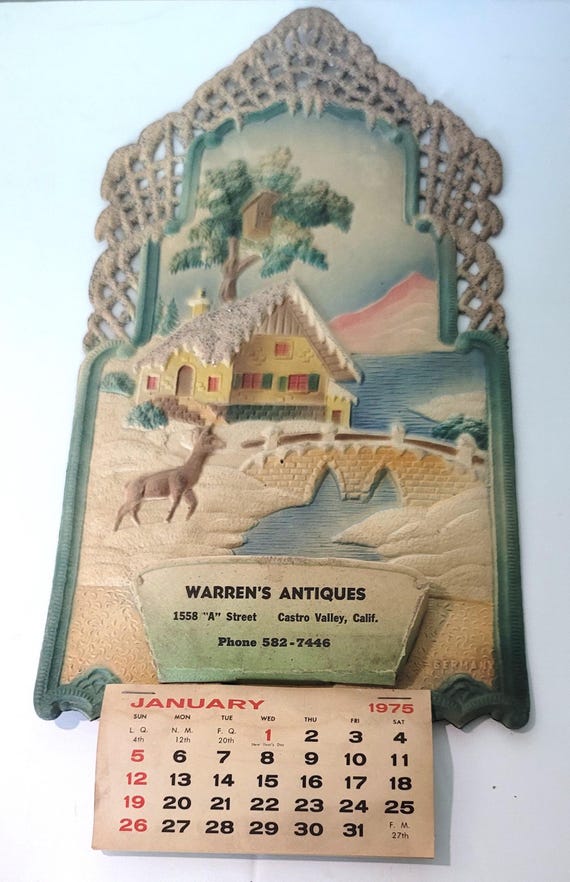 WARREN'S ANTIQUES
1558 "A" Street Castro Valley, Calif.
Phone 582-7446
GERMANY
JANUARY 1975
SUN MON TUE WED THU FRI SAT
L. Q. 4th N. M. 12th F. Q. 20th 1 New Year's Day 2 3 4
5 6 7 8 9 10 11
12 13 14 15 16 17 18
19 20 21 22 23 24 25
26 27 28 29 30 31 F. M. 27th